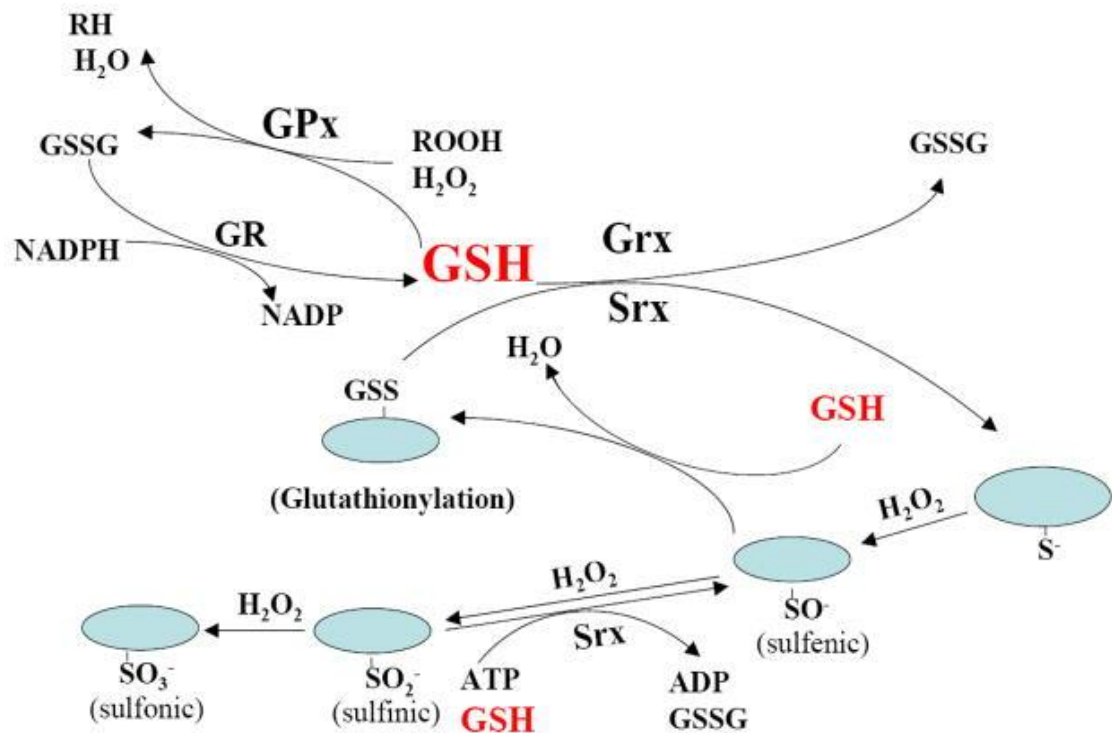 RH
H₂O
GPx
GSSG
ROOH
H₂O₂
GSSG
NADPH
GR
GSH
Grx
Srx
NADP
H₂O
GSS
GSH
(Glutathionylation)
H₂O₂
S⁻
H₂O₂
SO⁻
(sulfenic)
H₂O₂
Srx
SO₃⁻
(sulfonic)
SO₂⁻
(sulfinic)
ATP
GSH
ADP
GSSG